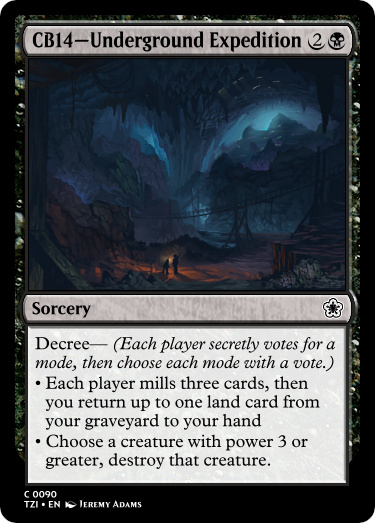 CB14—Underground Expedition 2
Sorcery
Decree— (Each player secretly votes for a
mode, then choose each mode with a vote.)
• Each player mills three cards, then
you return up to one land card from
your graveyard to your hand
• Choose a creature with power 3 or
greater, destroy that creature.
C 0090
TZI • EN Jeremy Adams